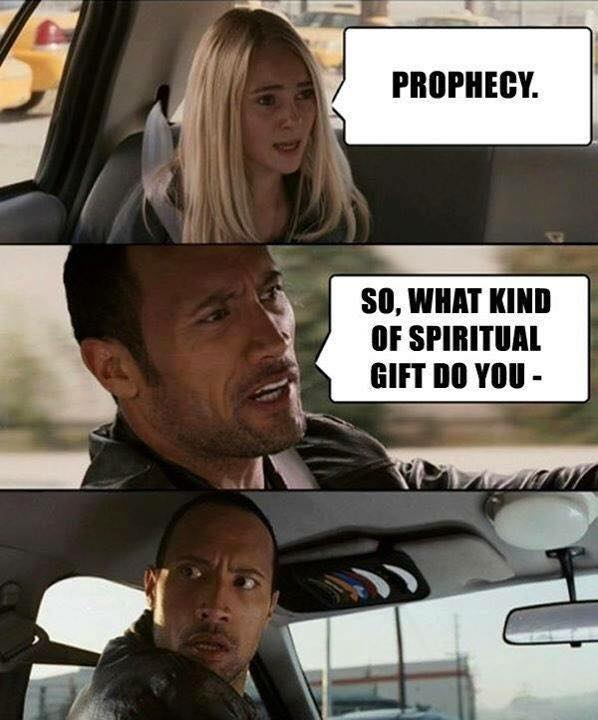 PROPHECY.
SO, WHAT KIND
OF SPIRITUAL
GIFT DO YOU -